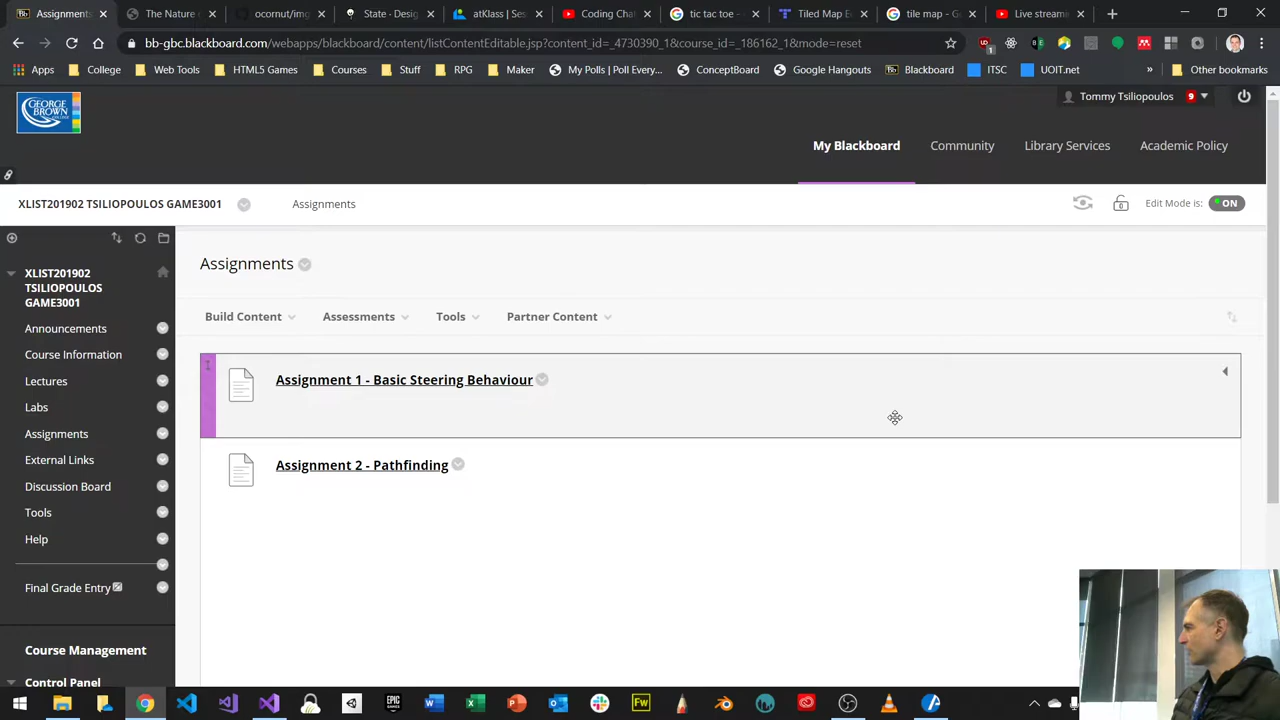 Assignments
The Nature o
ocornut/img
State - Desig
atKlass | Ses
Coding Cha
tic tac toe -
Tiled Map E
tile map - G
Live streami
bb-gbc.blackboard.com/webapps/blackboard/content/listContentEditable.jsp?content_id=_4730390_1&course_id=_186162_1&mode=reset
Apps
College
Web Tools
HTML5 Games
Courses
Stuff
RPG
Maker
My Polls | Poll Every...
ConceptBoard
Google Hangouts
Blackboard
ITSC
UOIT.net
»
Other bookmarks
GEORGE
BROWN
Tommy Tsiliopoulos 9
My Blackboard
Community
Library Services
Academic Policy
XLIST201902 TSILIOPOULOS GAME3001
Assignments
Edit Mode is: ON
XLIST201902
TSILIOPOULOS
GAME3001
Announcements
Course Information
Lectures
Labs
Assignments
External Links
Discussion Board
Tools
Help
Final Grade Entry
Course Management
Control Panel
Assignments
Build Content
Assessments
Tools
Partner Content
Assignment 1 - Basic Steering Behaviour
Assignment 2 - Pathfinding